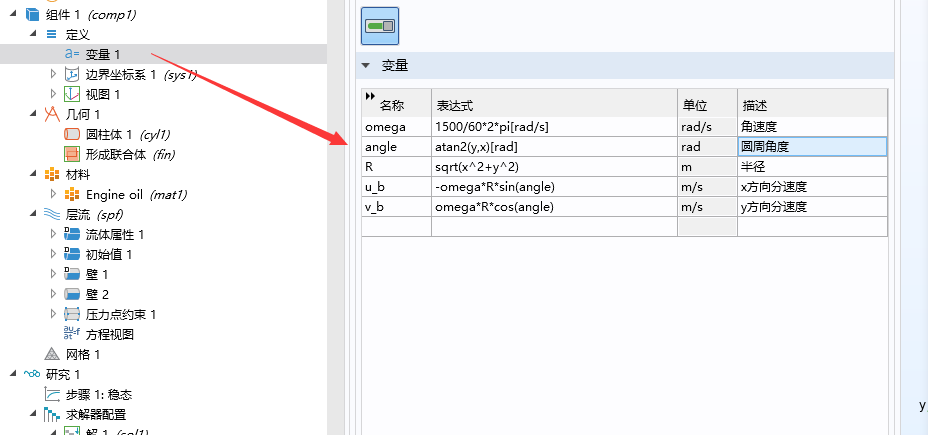 组件 1 (comp1)
定义
a= 变量 1
边界坐标系 1 (sys1)
视图 1
几何 1
圆柱体 1 (cyl1)
形成联合体 (fin)
材料
Engine oil (mat1)
层流 (spf)
流体属性 1
初始值 1
壁 1
壁 2
压力点约束 1
方程视图
网格 1
研究 1
步骤 1: 稳态
求解器配置
解 1 (sol1)
变量
名称 表达式 单位 描述
omega 1500/60*2*pi[rad/s] rad/s 角速度
angle atan2(y,x)[rad] rad 圆周角度
R sqrt(x^2+y^2) m 半径
u_b -omega*R*sin(angle) m/s x方向分速度
v_b omega*R*cos(angle) m/s y方向分速度
y